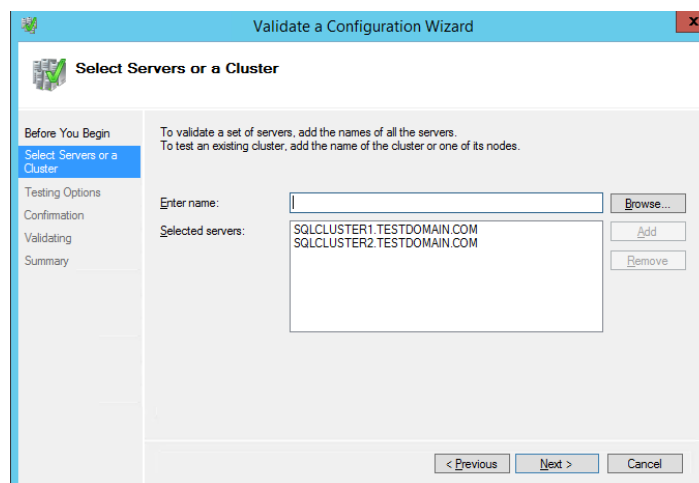 Validate a Configuration Wizard
x
Select Servers or a Cluster
Before You Begin
Select Servers or a
Cluster
Testing Options
Confirmation
Validating
Summary
To validate a set of servers, add the names of all the servers.
To test an existing cluster, add the name of the cluster or one of its nodes.
Enter name:
Browse...
Selected servers:
SQLCLUSTER1.TESTDOMAIN.COM
SQLCLUSTER2.TESTDOMAIN.COM
Add
Remove
< Previous
Next >
Cancel